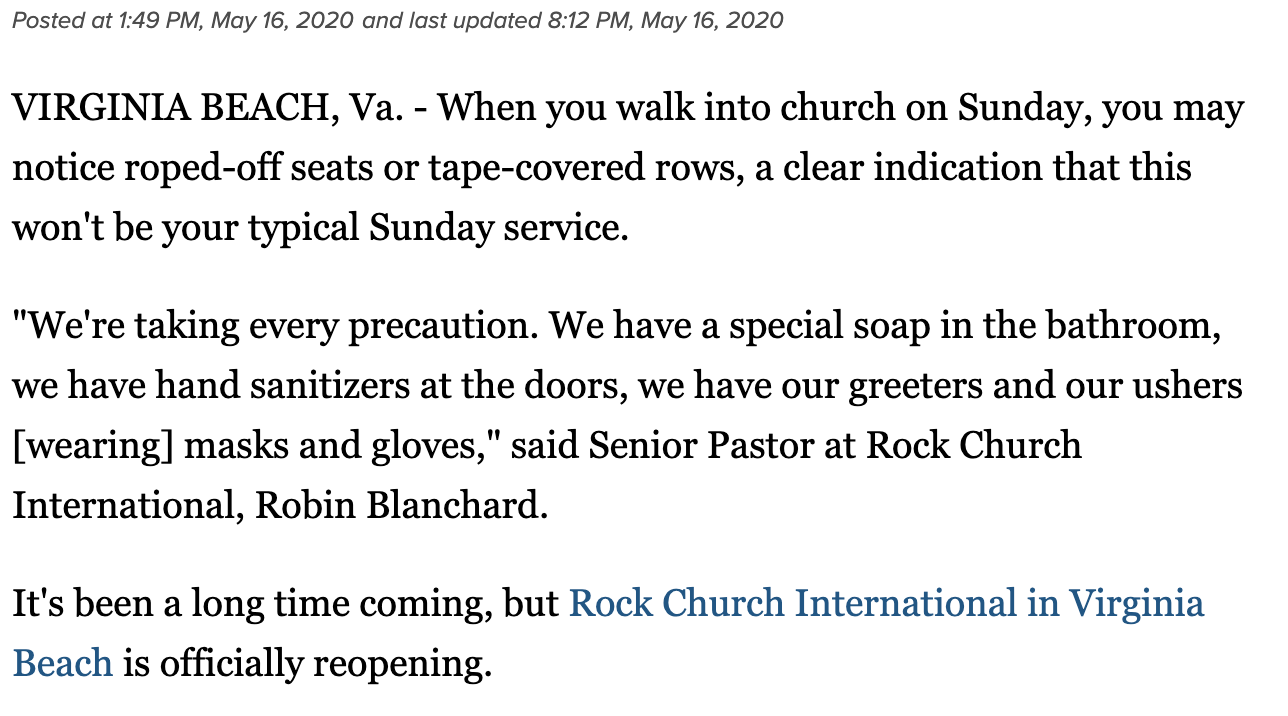 Posted at 1:49 PM, May 16, 2020 and last updated 8:12 PM, May 16, 2020
VIRGINIA BEACH, Va. - When you walk into church on Sunday, you may
notice roped-off seats or tape-covered rows, a clear indication that this
won't be your typical Sunday service.
"We're taking every precaution. We have a special soap in the bathroom,
we have hand sanitizers at the doors, we have our greeters and our ushers
[wearing] masks and gloves," said Senior Pastor at Rock Church
International, Robin Blanchard.
It's been a long time coming, but Rock Church International in Virginia
Beach is officially reopening.